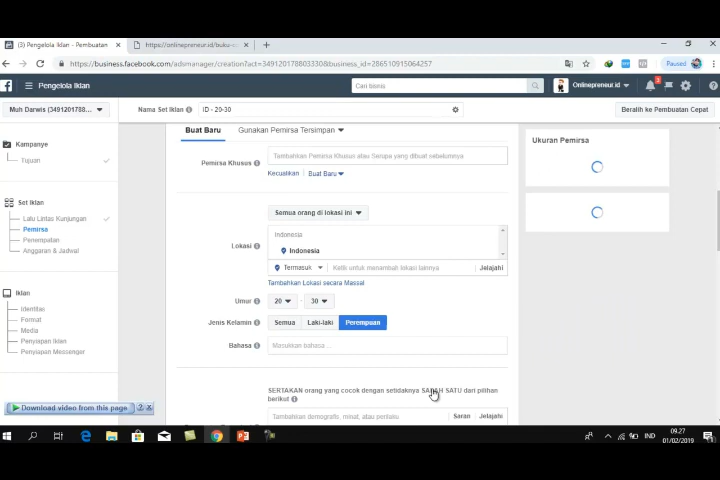 (3) Pengelola Iklan - Pembuatan
https://onlinepreneur.id/buku-
https://business.facebook.com/adsmanager/creation?act=349120178803330&business_id=286510915064257
Paused
Pengelola Iklan
Cari bisnis
Onlinepreneur.id
Muh Darwis (3491201788...
Nama Set Iklan
ID - 20-30
Beralih ke Pembuatan Cepat
Kampanye
Tujuan
Set Iklan
Lalu Lintas Kunjungan
Pemirsa
Penempatan
Anggaran & Jadwal
Iklan
Identitas
Format
Media
Penyiapan Iklan
Penyiapan Messenger
Buat Baru
Gunakan Pemirsa Tersimpan
Pemirsa Khusus
Tambahkan Pemirsa Khusus atau Serupa yang dibuat sebelumnya
Kecualikan
Buat Baru
Semua orang di lokasi ini
Lokasi
Indonesia
Indonesia
Termasuk
Ketik untuk menambah lokasi lainnya
Jelajahi
Tambahkan Lokasi secara Massal
Umur
20 - 30
Jenis Kelamin
Semua
Laki-laki
Perempuan
Bahasa
Masukkan bahasa ...
SERTAKAN orang yang cocok dengan setidaknya SALAH SATU dari pilihan
berikut
Tambahkan demografis, minat, atau perilaku
Saran
Jelajahi
Ukuran Pemirsa
Download video from this page
? X
IND
09.27
01/02/2019